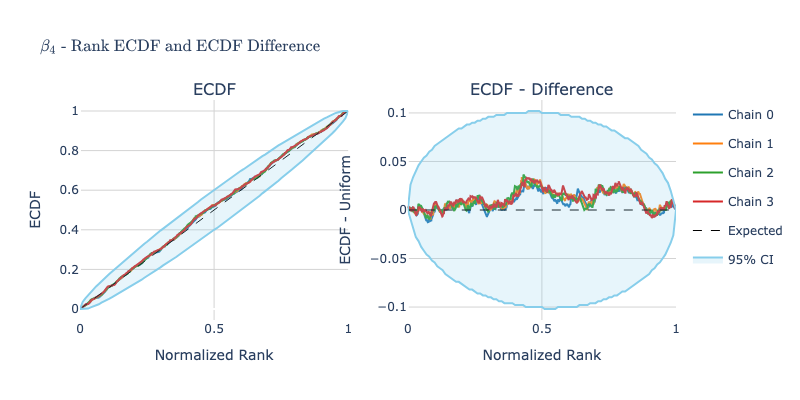 β₄ - Rank ECDF and ECDF Difference
ECDF
ECDF
1
0.8
0.6
0.4
0.2
0
0
0.5
1
Normalized Rank
ECDF - Difference
ECDF - Uniform
0.1
0.05
0
−0.05
−0.1
0
0.5
1
Normalized Rank
Chain 0
Chain 1
Chain 2
Chain 3
Expected
95% CI